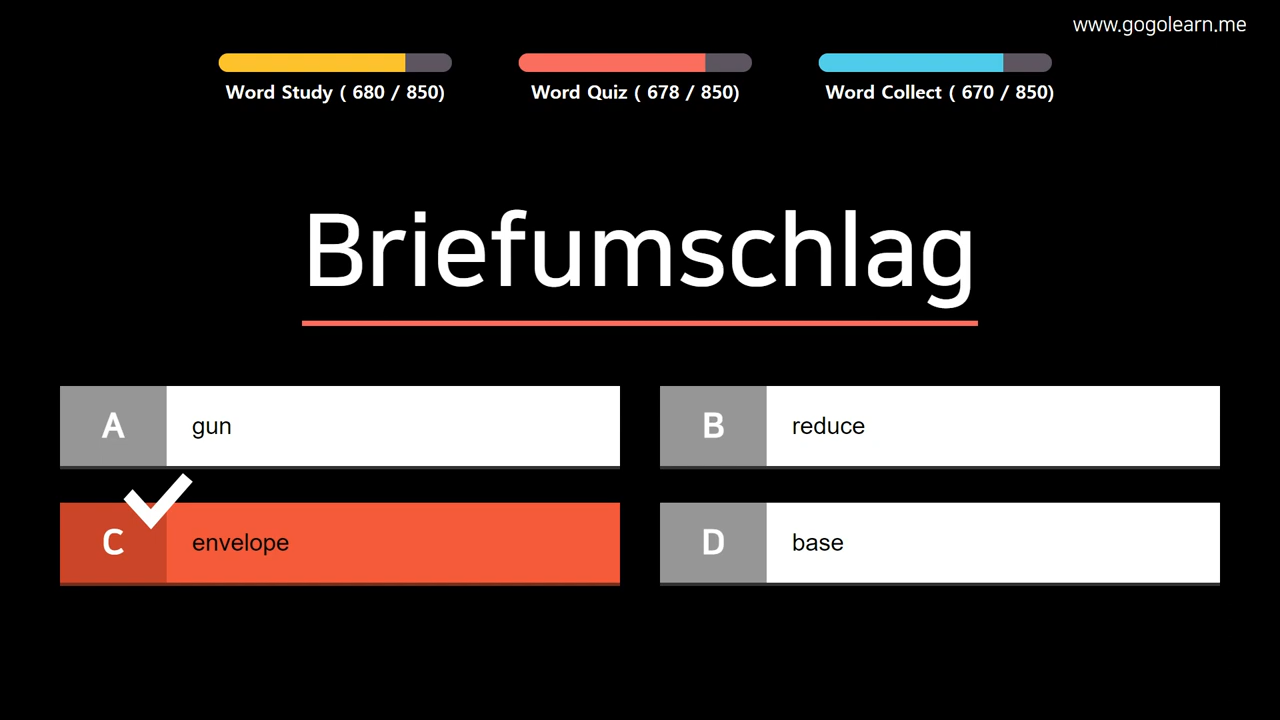 www.gogolearn.me
Word Study ( 680 / 850)
Word Quiz ( 678 / 850)
Word Collect ( 670 / 850)
Briefumschlag
A gun
B reduce
C envelope
D base